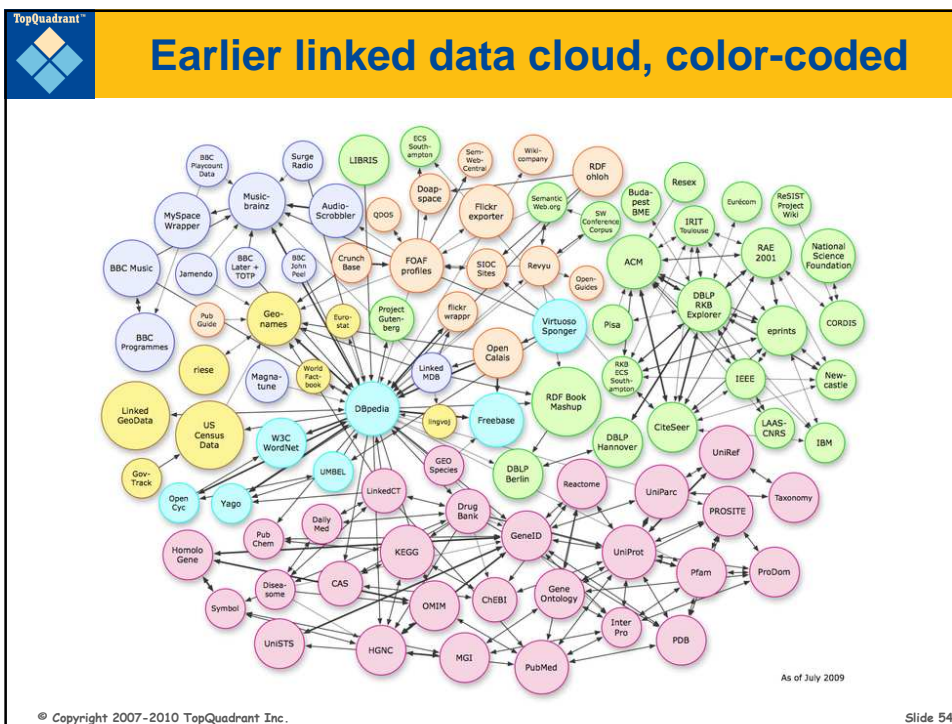 TopQuadrant™
Earlier linked data cloud, color-coded
BBC
Playcount
Data
Surge
Radio
LIBRIS
ECS
South-
ampton
Sem-
Web-
Central
Wiki-
company
RDF
ohloh
Resex
Music-
brainz
Audio-
Scrobbler
MySpace
Wrapper
QDOS
Doap-
space
Flickr
exporter
Semantic
Web.org
SW
Conference
Corpus
Buda-
pest
BME
IRIT
Toulouse
Eurécom
ReSIST
Project
Wiki
BBC Music
Jamendo
BBC
Later +
TOTP
BBC
John
Peel
Crunch
Base
FOAF
profiles
SIOC
Sites
Revyu
Open-
Guides
ACM
RAE
2001
National
Science
Foundation
Pub
Guide
Geo-
names
Euro-
stat
Project
Guten-
berg
flickr
wrappr
Virtuoso
Sponger
Pisa
DBLP
RKB
Explorer
eprints
CORDIS
BBC
Programmes
riese
Magna-
tune
World
Fact-
book
Linked
MDB
Open
Calais
RKB
ECS
South-
ampton
IEEE
New-
castle
Linked
GeoData
US
Census
Data
W3C
WordNet
DBpedia
lingvoj
Freebase
RDF Book
Mashup
CiteSeer
LAAS-
CNRS
IBM
Gov-
Track
Open
Cyc
Yago
UMBEL
GEO
Species
DBLP
Berlin
DBLP
Hannover
UniRef
LinkedCT
Reactome
UniParc
Taxonomy
Daily
Med
Drug
Bank
PROSITE
Pub
Chem
KEGG
GeneID
UniProt
Homolo
Gene
Disea-
some
CAS
ChEBI
Gene
Ontology
Pfam
ProDom
Symbol
OMIM
Inter
Pro
UniSTS
HGNC
MGI
PubMed
PDB
As of July 2009
© Copyright 2007-2010 TopQuadrant Inc.
Slide 54